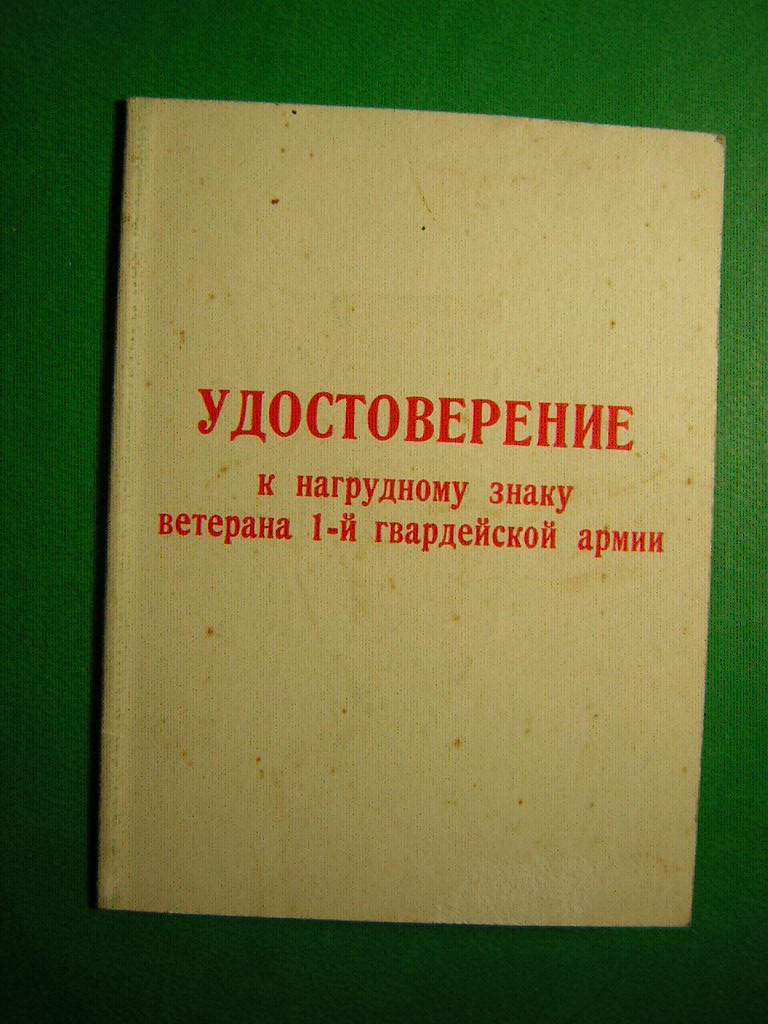 УДОСТОВЕРЕНИЕ
к нагрудному знаку
ветерана 1-й гвардейской армии